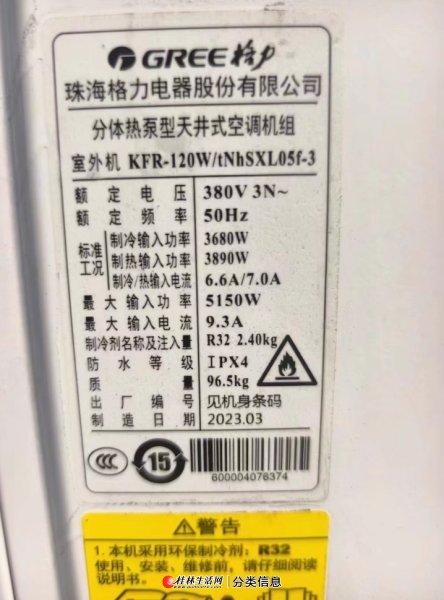 GREE格力
珠海格力电器股份有限公司
分体热泵型天井式空调机组
室外机 KFR-120W/tNhSXL05f-3
额定电压 380V 3N~
额定频率 50Hz
标准工况 制冷输入功率 3680W
制热输入功率 3890W
制冷/热输入电流 6.6A/7.0A
最大输入功率 5150W
最大输入电流 9.3A
制冷剂名称及注入量 R32 2.40kg
防水等级 IPX4
质量 96.5kg
出厂编号 见机身条码
制造日期 2023.03
CCC 15
600004076374
警告
1.本机采用环保制冷剂：R32
使用、安装、维修前，请仔细阅读
说明书。
桂林生活网 分类信息